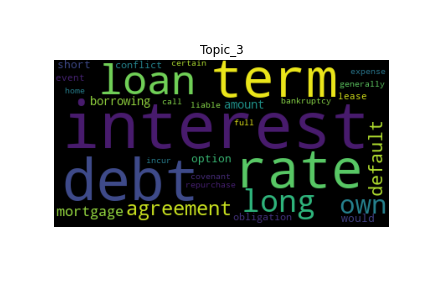 Topic_3
short conflict certain expense
event loan term generally
home borrowing call liable amount bankruptcy lease
interest
full
debt rate default
incur option
covenant
repurchase
mortgage agreement long own
obligation would